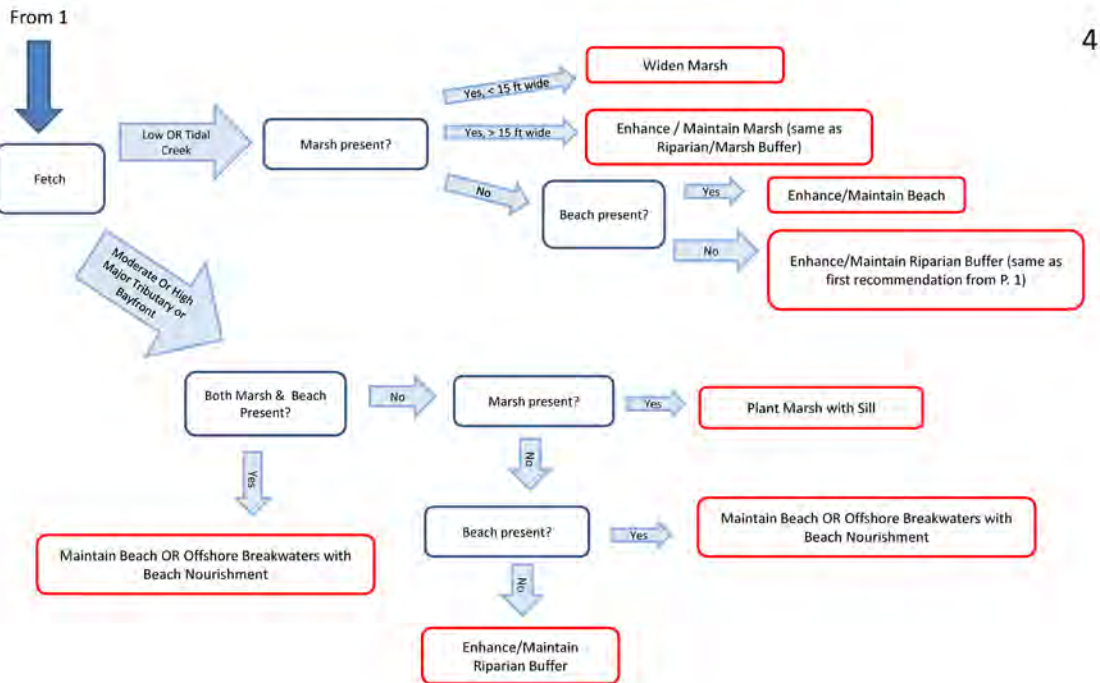 From 1
4
Fetch
Low OR Tidal
Creek
Marsh present?
Yes, < 15 ft wide
Widen Marsh
Yes, > 15 ft wide
Enhance / Maintain Marsh (same as
Riparian/Marsh Buffer)
No
Beach present?
Yes
Enhance/Maintain Beach
No
Enhance/Maintain Riparian Buffer (same as
first recommendation from P. 1)
Moderate Or High
Major Tributary or
Bayfront
Both Marsh & Beach
Present?
No
Marsh present?
Yes
Plant Marsh with Sill
Yes
No
Maintain Beach OR Offshore Breakwaters with
Beach Nourishment
Beach present?
Yes
Maintain Beach OR Offshore Breakwaters with
Beach Nourishment
No
Enhance/Maintain
Riparian Buffer